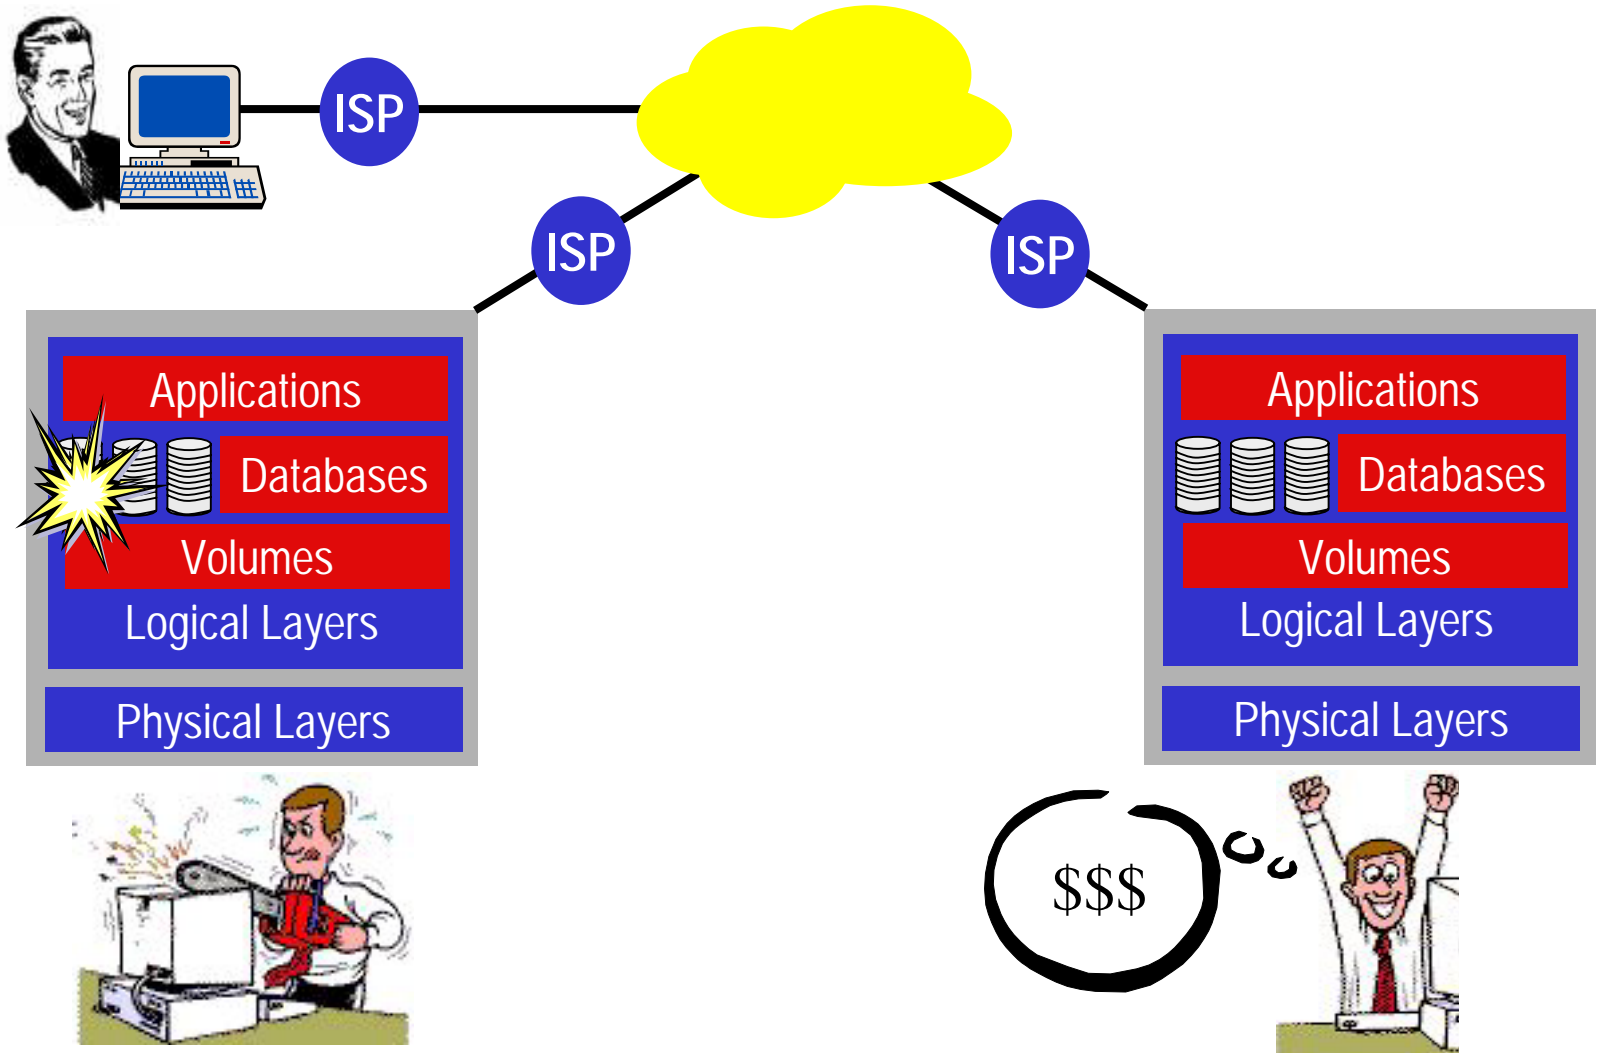 ISP
ISP
ISP
Applications
Databases
Volumes
Logical Layers
Physical Layers
Applications
Databases
Volumes
Logical Layers
Physical Layers
$$$